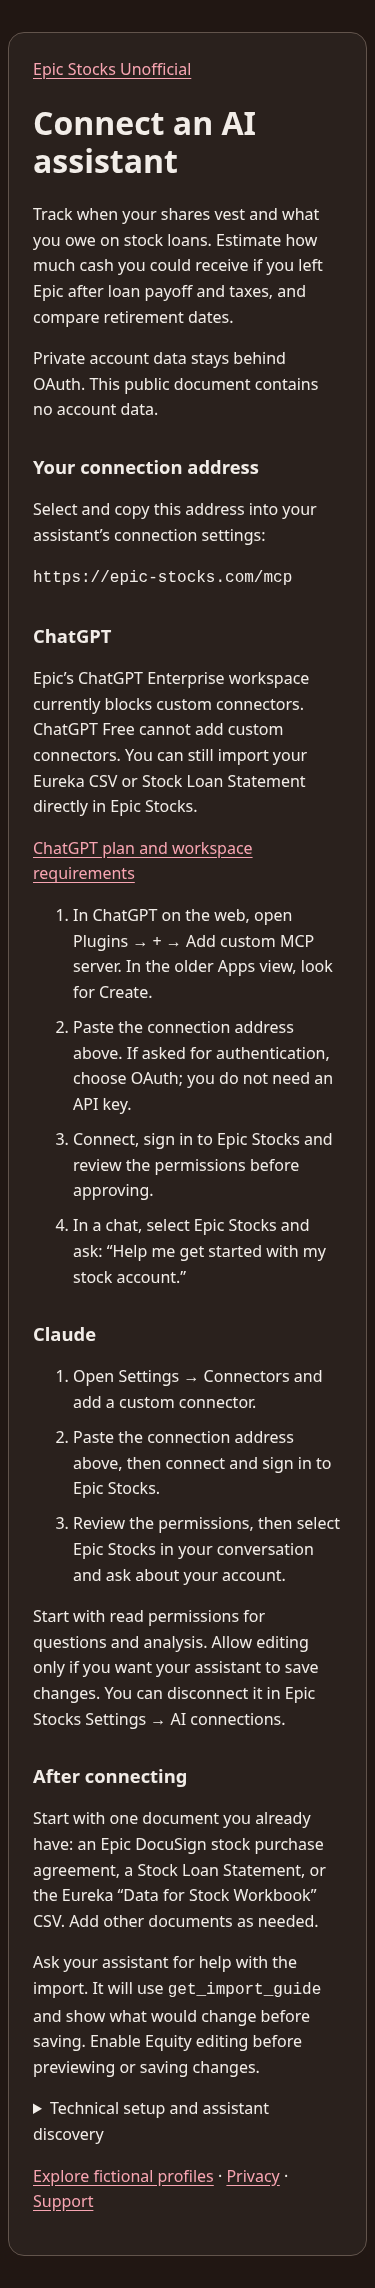 Epic Stocks Unofficial
Connect an AI
assistant
Track when your shares vest and what
you owe on stock loans. Estimate how
much cash you could receive if you left
Epic after loan payoff and taxes, and
compare retirement dates.
Private account data stays behind
OAuth. This public document contains
no account data.
Your connection address
Select and copy this address into your
assistant’s connection settings:
https://epic-stocks.com/mcp
ChatGPT
Epic’s ChatGPT Enterprise workspace
currently blocks custom connectors.
ChatGPT Free cannot add custom
connectors. You can still import your
Eureka CSV or Stock Loan Statement
directly in Epic Stocks.
ChatGPT plan and workspace
requirements
1. In ChatGPT on the web, open
Plugins → + → Add custom MCP
server. In the older Apps view, look
for Create.
2. Paste the connection address
above. If asked for authentication,
choose OAuth; you do not need an
API key.
3. Connect, sign in to Epic Stocks and
review the permissions before
approving.
4. In a chat, select Epic Stocks and
ask: “Help me get started with my
stock account.”
Claude
1. Open Settings → Connectors and
add a custom connector.
2. Paste the connection address
above, then connect and sign in to
Epic Stocks.
3. Review the permissions, then select
Epic Stocks in your conversation
and ask about your account.
Start with read permissions for
questions and analysis. Allow editing
only if you want your assistant to save
changes. You can disconnect it in Epic
Stocks Settings → AI connections.
After connecting
Start with one document you already
have: an Epic DocuSign stock purchase
agreement, a Stock Loan Statement, or
the Eureka “Data for Stock Workbook”
CSV. Add other documents as needed.
Ask your assistant for help with the
import. It will use get_import_guide
and show what would change before
saving. Enable Equity editing before
previewing or saving changes.
▶ Technical setup and assistant
discovery
Explore fictional profiles · Privacy ·
Support